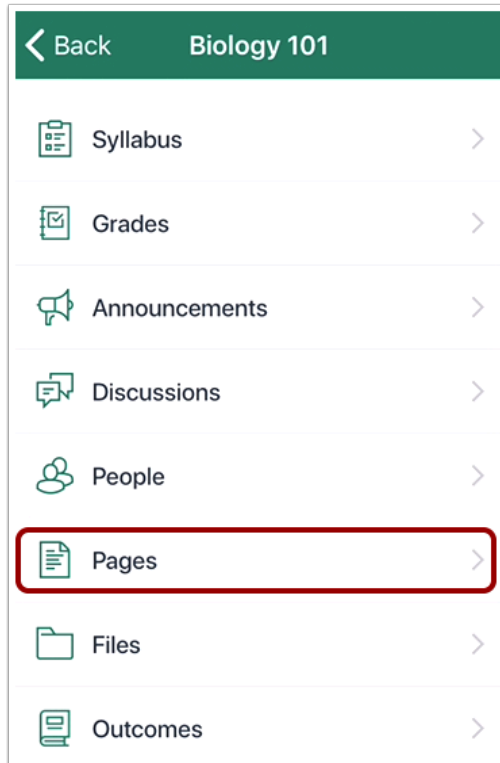 Back Biology 101
Syllabus
Grades
Announcements
Discussions
People
Pages
Files
Outcomes